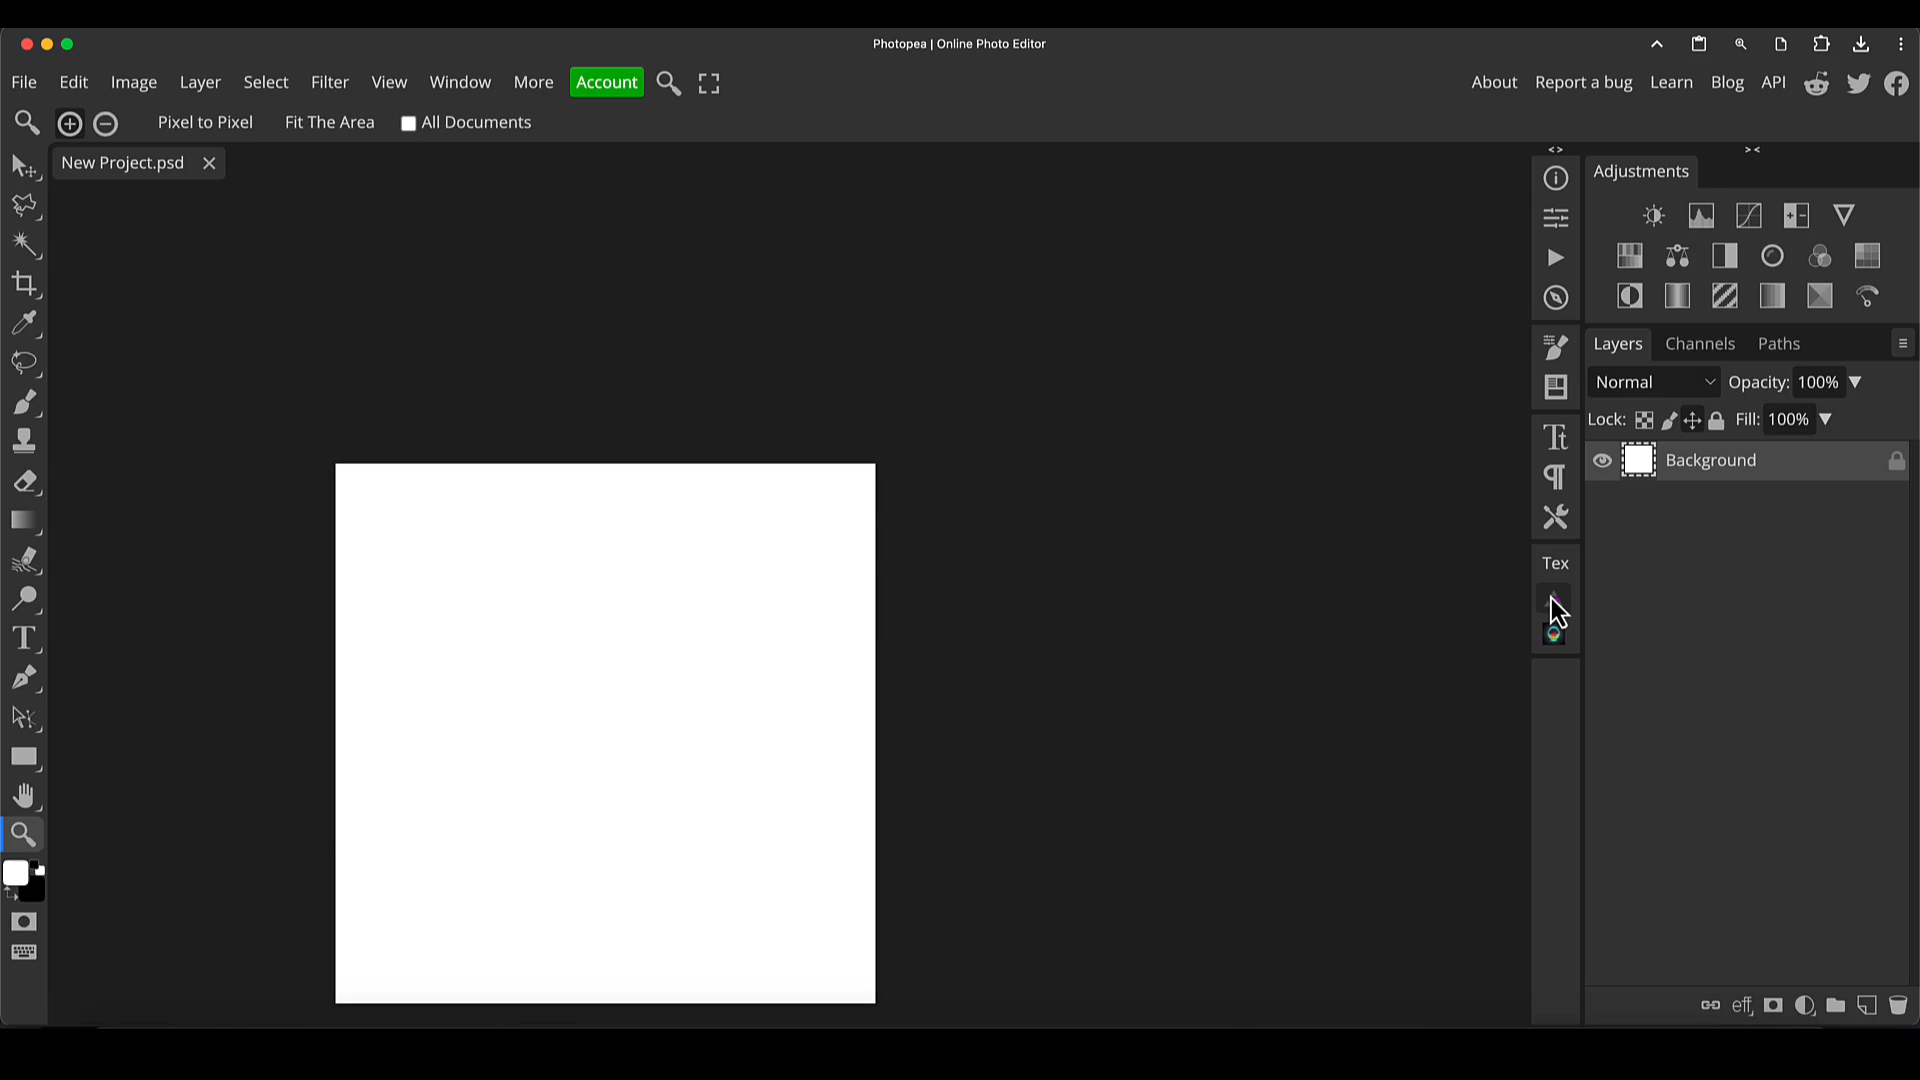 Photopea | Online Photo Editor
File Edit Image Layer Select Filter View Window More Account About Report a bug Learn Blog API
Pixel to Pixel Fit The Area All Documents
New Project.psd
Adjustments
Layers Channels Paths
Normal Opacity: 100%
Lock: Fill: 100%
Background
Tex
eff